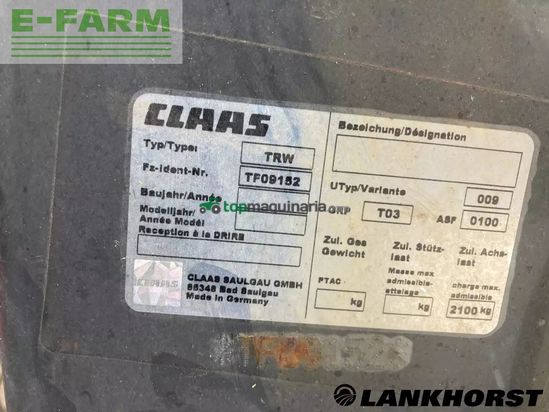 E-FARM
CLAAS
Typ/Type: TRW
Fz-Ident-Nr. TF09152
Baujahr/Année
Modelljahr/
Année Model
Reception à la DRIRE
topmaquinaria.com
Bezeichung/Désignation
UTyp/Variante 009
GRP T03 ASF 0100
Zul. Ges Gewicht
Zul. Stütz-
last
Zul. Achs-
last
PTAC
kg
Masse max
admissible-
attelage
kg
charge max.
admissible
2100 kg
CLAAS
CLAAS SAULGAU GMBH
88348 Bad Saulgau
Made in Germany
LANKHORST